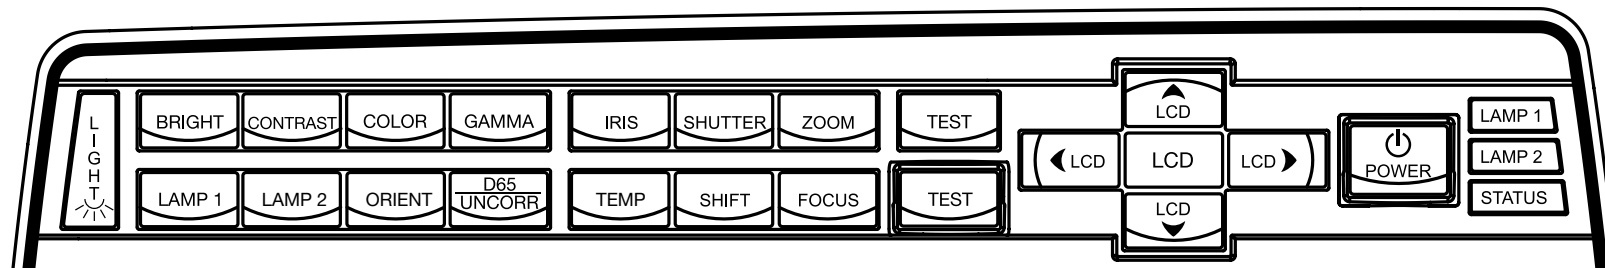 LIGHT
BRIGHT CONTRAST COLOR GAMMA IRIS SHUTTER ZOOM TEST
LAMP 1 LAMP 2 ORIENT D65
UNCORR TEMP SHIFT FOCUS TEST
LCD
LCD LCD LCD
LCD
POWER
LAMP 1
LAMP 2
STATUS